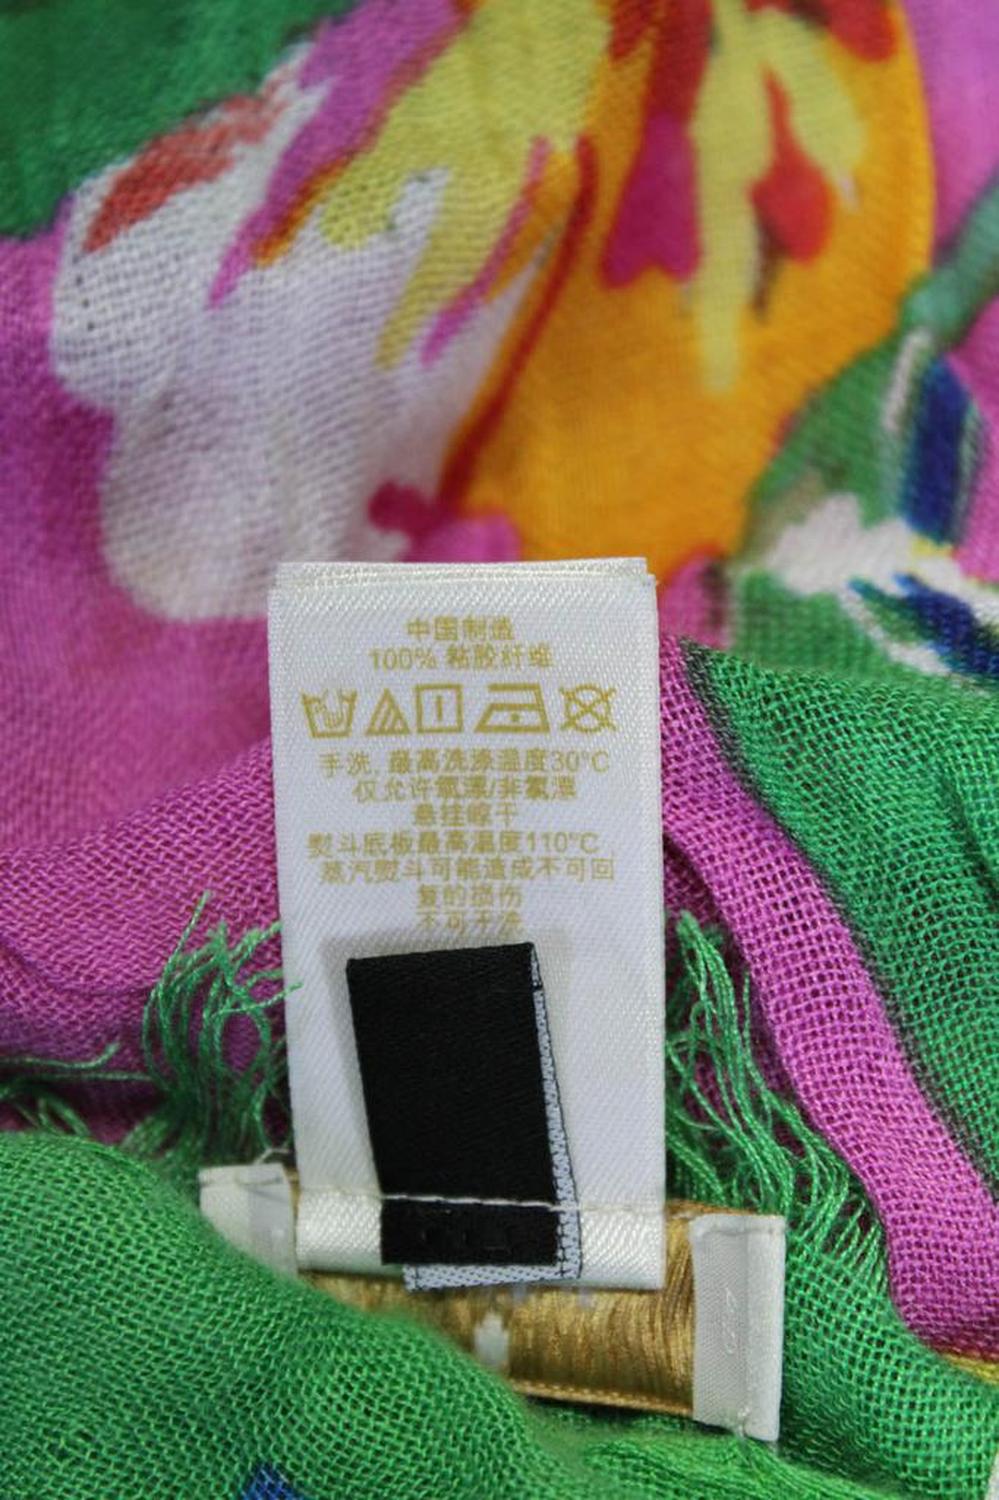 中国制造
100% 粘胶纤维
手洗, 最高洗涤温度30°C
仅允许氧漂/非氯漂
悬挂晾干
熨斗底板最高温度110°C
蒸汽熨斗可能造成不可回
复的损伤
不可干洗